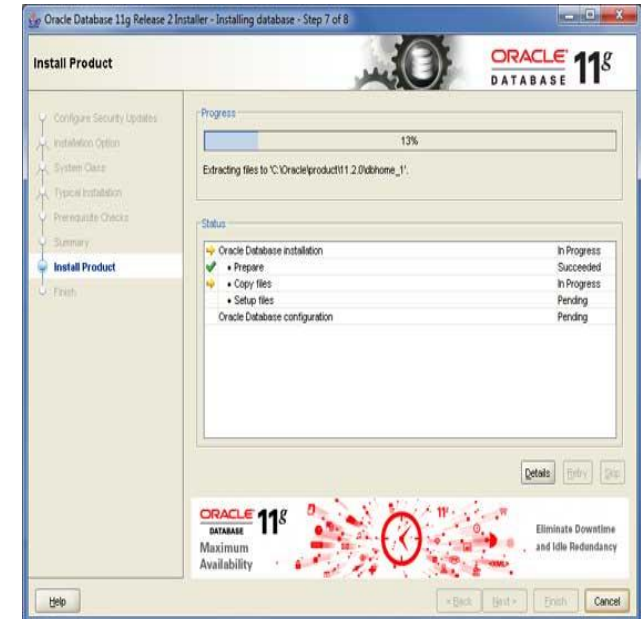 Oracle Database 11g Release 2 Installer - Installing database - Step 7 of 8
Install Product
ORACLE 11g
DATABASE
Configure Security Updates
Installation Option
System Class
Typical Installation
Prerequisite Checks
Summary
Install Product
Finish
Progress
13%
Extracting files to 'C:\Oracle\product\11.2.0\dbhome_1'.
Status
Oracle Database installation In Progress
• Prepare Succeeded
• Copy files In Progress
• Setup files Pending
Oracle Database configuration Pending
Details Retry Skip
ORACLE 11g
DATABASE
Maximum
Availability
Eliminate Downtime
and Idle Redundancy
Help < Back Next > Finish Cancel